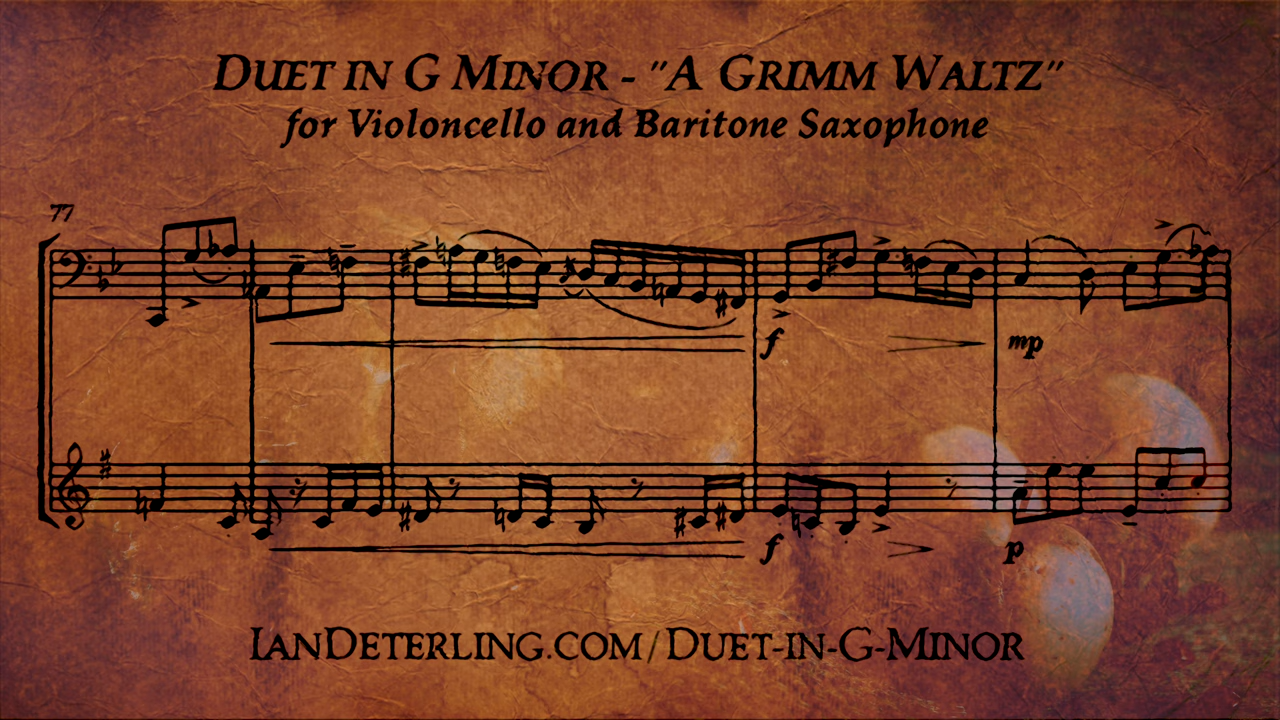 DUET IN G MINOR - "A GRIMM WALTZ"
for Violoncello and Baritone Saxophone
77
f
mp
f
p
IANDETERLING.COM/DUET-IN-G-MINOR